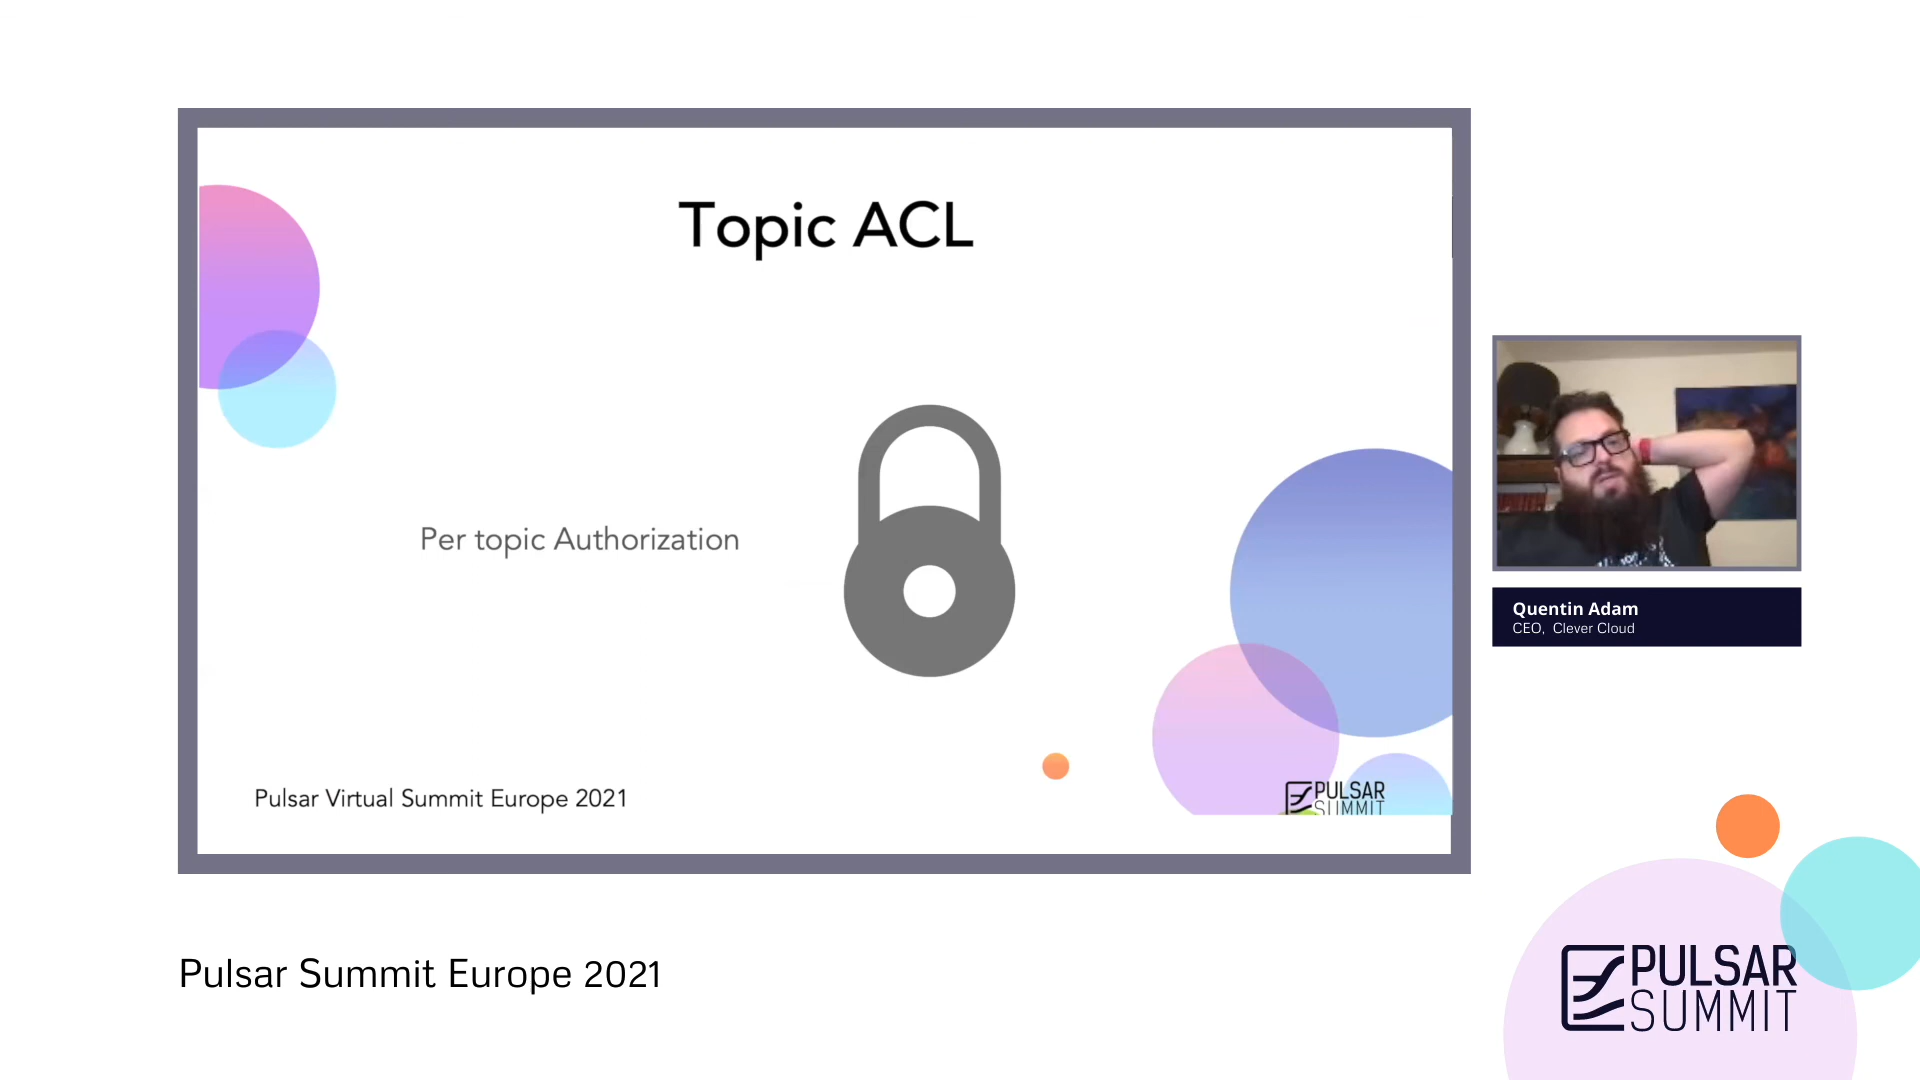 Topic ACL
Per topic Authorization
Pulsar Virtual Summit Europe 2021
PULSAR
SUMMIT
Quentin Adam
CEO, Clever Cloud
Pulsar Summit Europe 2021
PULSAR
SUMMIT